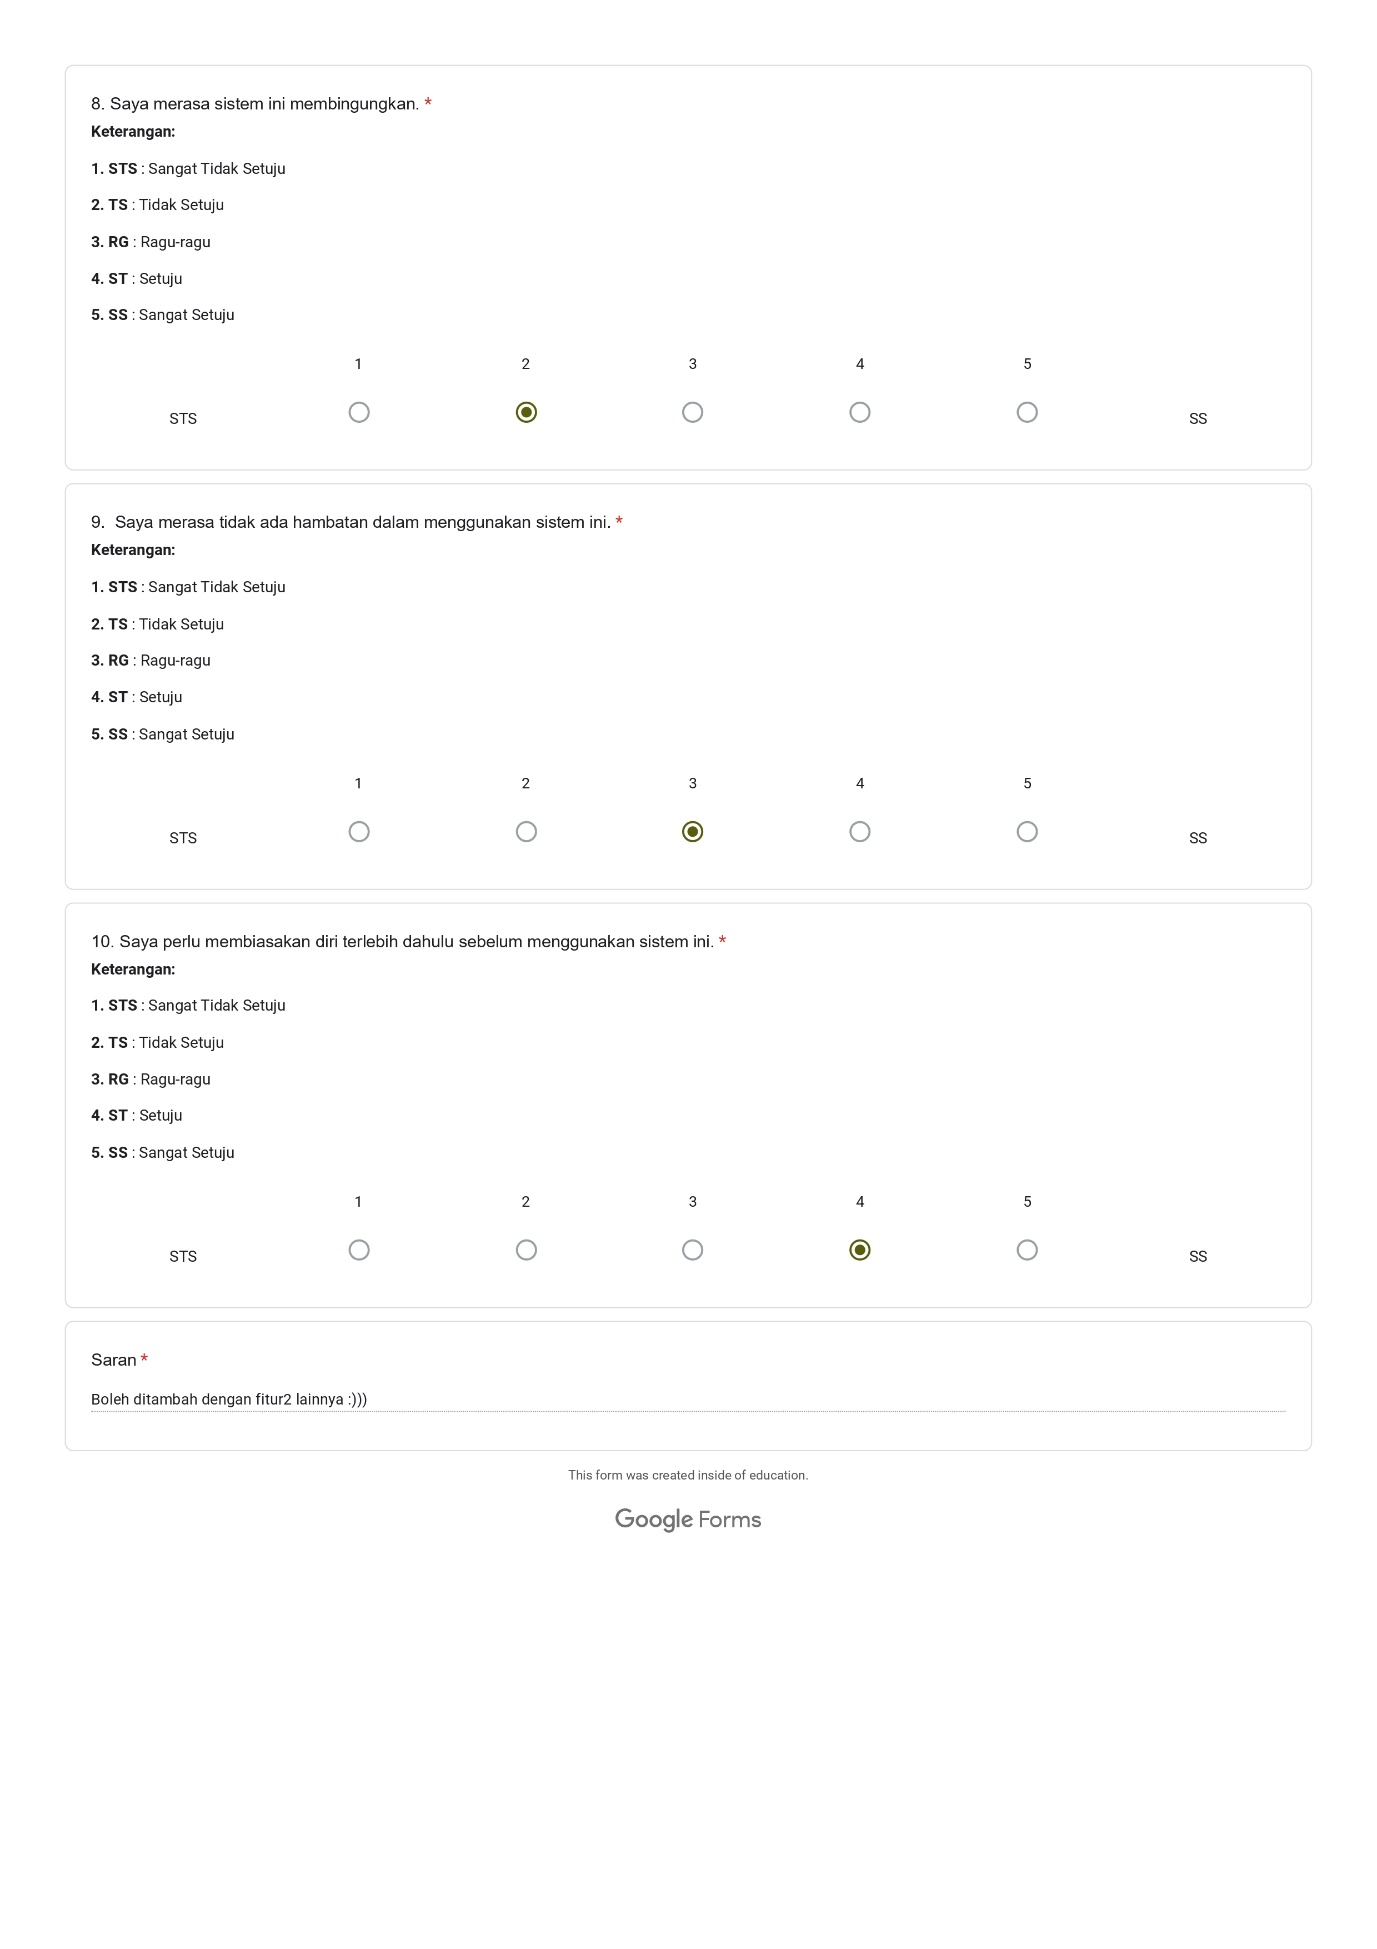 8. Saya merasa sistem ini membingungkan. *
Keterangan:
1. STS : Sangat Tidak Setuju
2. TS : Tidak Setuju
3. RG : Ragu-ragu
4. ST : Setuju
5. SS : Sangat Setuju
1 2 3 4 5
STS SS
9. Saya merasa tidak ada hambatan dalam menggunakan sistem ini. *
Keterangan:
1. STS : Sangat Tidak Setuju
2. TS : Tidak Setuju
3. RG : Ragu-ragu
4. ST : Setuju
5. SS : Sangat Setuju
1 2 3 4 5
STS SS
10. Saya perlu membiasakan diri terlebih dahulu sebelum menggunakan sistem ini. *
Keterangan:
1. STS : Sangat Tidak Setuju
2. TS : Tidak Setuju
3. RG : Ragu-ragu
4. ST : Setuju
5. SS : Sangat Setuju
1 2 3 4 5
STS SS
Saran *
Boleh ditambah dengan fitur2 lainnya :)))
This form was created inside of education.
Google Forms